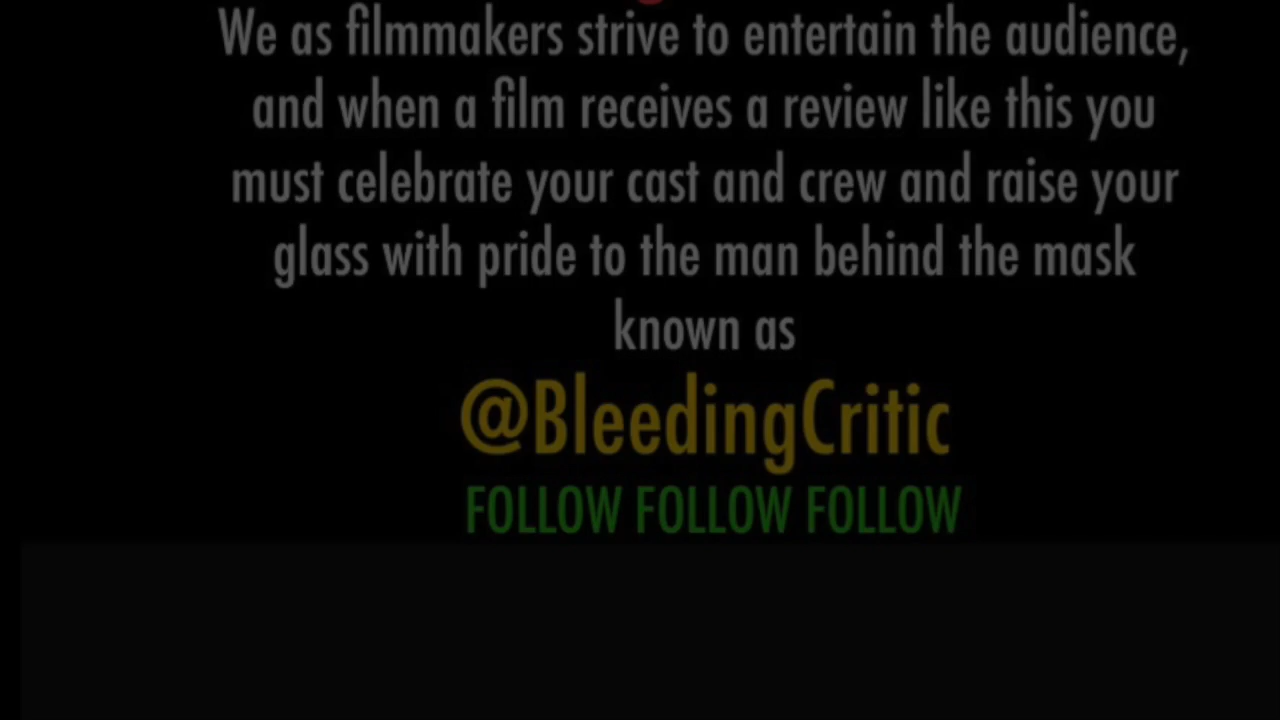 We as filmmakers strive to entertain the audience,
and when a film receives a review like this you
must celebrate your cast and crew and raise your
glass with pride to the man behind the mask
known as
@BleedingCritic
FOLLOW FOLLOW FOLLOW